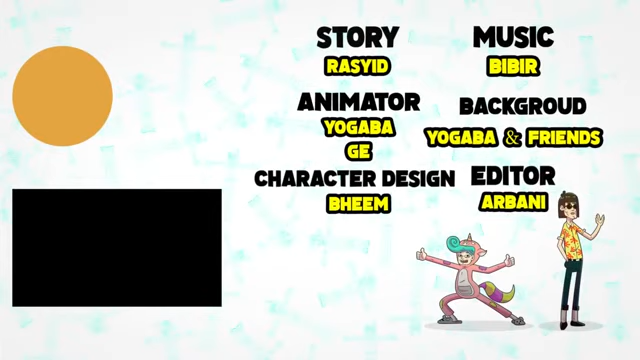 STORY
RASYID
MUSIC
BIBIR
ANIMATOR
YOGABA
GE
BACKGROUD
YOGABA & FRIENDS
CHARACTER DESIGN
BHEEM
EDITOR
ARBANI